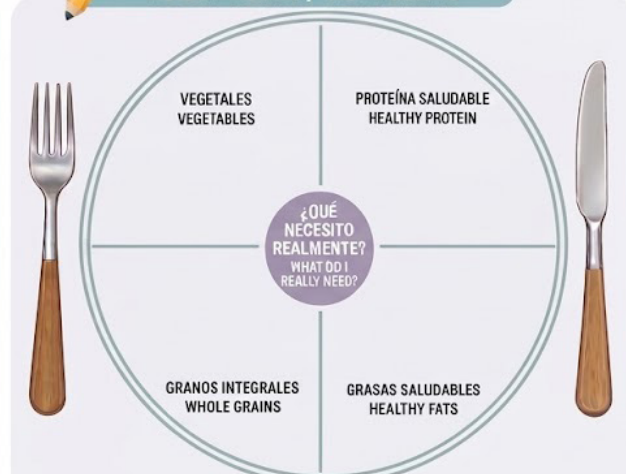 VEGETALES
VEGETABLES
PROTEÍNA SALUDABLE
HEALTHY PROTEIN
¿QUÉ
NECESITO
REALMENTE?
WHAT DO I
REALLY NEED?
GRANOS INTEGRALES
WHOLE GRAINS
GRASAS SALUDABLES
HEALTHY FATS